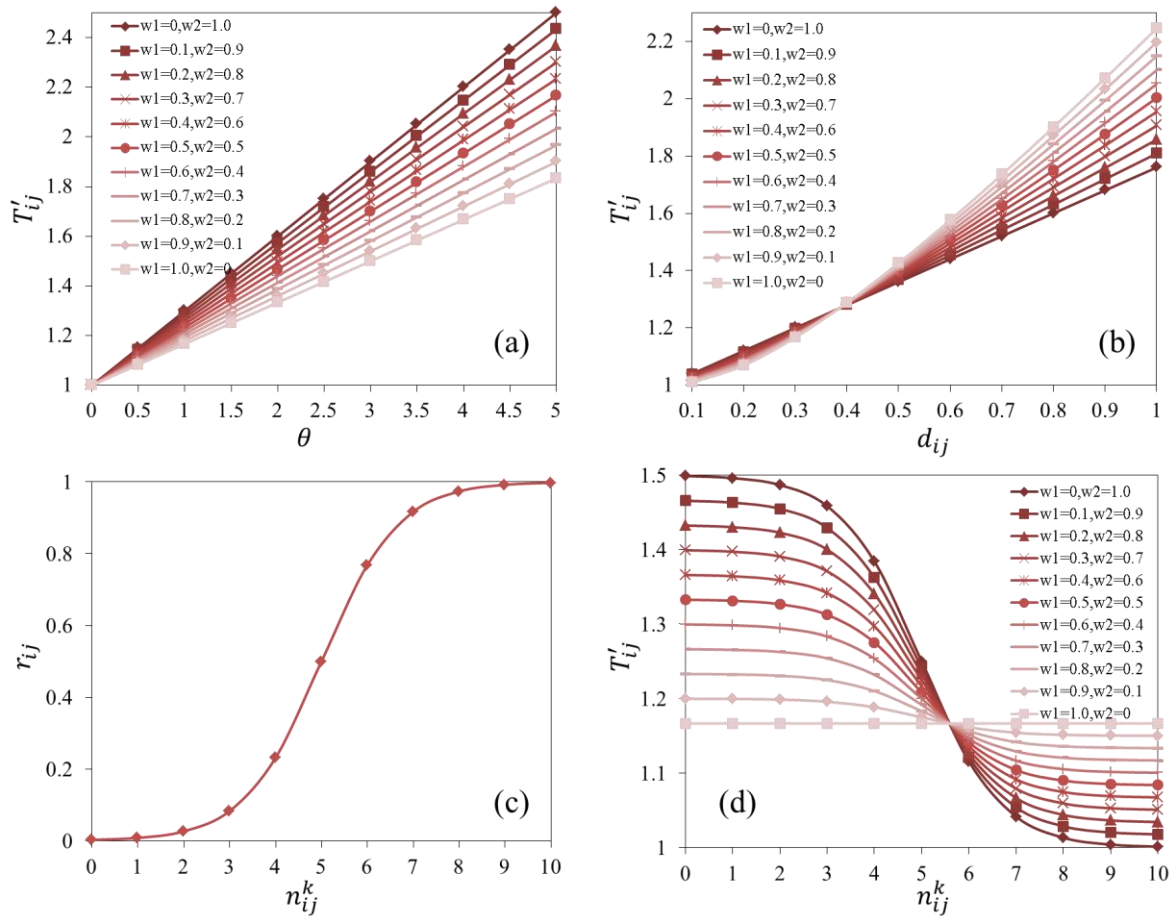 2.4
2.2
2
1.8
1.6
1.4
1.2
1
T′ij
w1=0,w2=1.0
w1=0.1,w2=0.9
w1=0.2,w2=0.8
w1=0.3,w2=0.7
w1=0.4,w2=0.6
w1=0.5,w2=0.5
w1=0.6,w2=0.4
w1=0.7,w2=0.3
w1=0.8,w2=0.2
w1=0.9,w2=0.1
w1=1.0,w2=0
(a)
0 0.5 1 1.5 2 2.5 3 3.5 4 4.5 5
θ
2.2
2
1.8
1.6
1.4
1.2
1
T′ij
w1=0,w2=1.0
w1=0.1,w2=0.9
w1=0.2,w2=0.8
w1=0.3,w2=0.7
w1=0.4,w2=0.6
w1=0.5,w2=0.5
w1=0.6,w2=0.4
w1=0.7,w2=0.3
w1=0.8,w2=0.2
w1=0.9,w2=0.1
w1=1.0,w2=0
(b)
0.1 0.2 0.3 0.4 0.5 0.6 0.7 0.8 0.9 1
dij
1
0.8
0.6
0.4
0.2
0
rij
(c)
0 1 2 3 4 5 6 7 8 9 10
nkij
1.5
1.4
1.3
1.2
1.1
1
T′ij
w1=0,w2=1.0
w1=0.1,w2=0.9
w1=0.2,w2=0.8
w1=0.3,w2=0.7
w1=0.4,w2=0.6
w1=0.5,w2=0.5
w1=0.6,w2=0.4
w1=0.7,w2=0.3
w1=0.8,w2=0.2
w1=0.9,w2=0.1
w1=1.0,w2=0
(d)
0 1 2 3 4 5 6 7 8 9 10
nkij